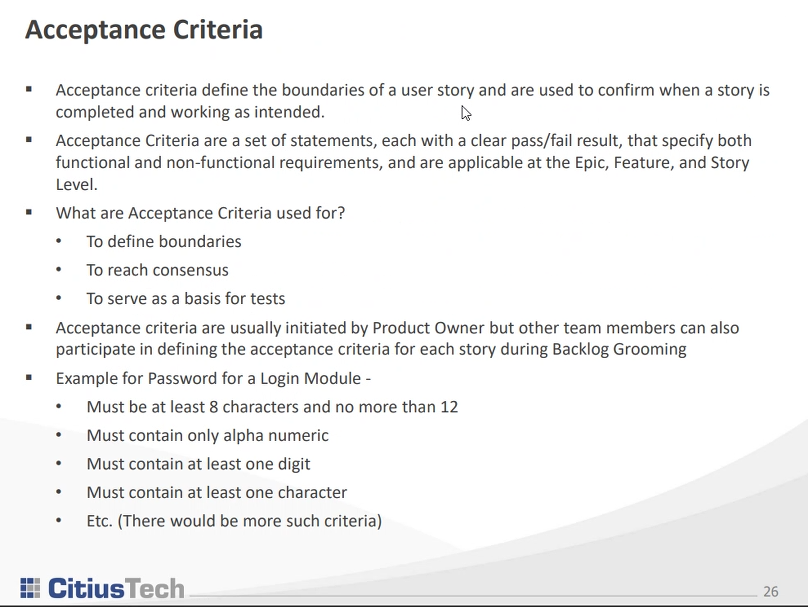 Acceptance Criteria
▪ Acceptance criteria define the boundaries of a user story and are used to confirm when a story is
completed and working as intended.
▪ Acceptance Criteria are a set of statements, each with a clear pass/fail result, that specify both
functional and non-functional requirements, and are applicable at the Epic, Feature, and Story
Level.
▪ What are Acceptance Criteria used for?
• To define boundaries
• To reach consensus
• To serve as a basis for tests
▪ Acceptance criteria are usually initiated by Product Owner but other team members can also
participate in defining the acceptance criteria for each story during Backlog Grooming
▪ Example for Password for a Login Module -
• Must be at least 8 characters and no more than 12
• Must contain only alpha numeric
• Must contain at least one digit
• Must contain at least one character
• Etc. (There would be more such criteria)
CitiusTech
26